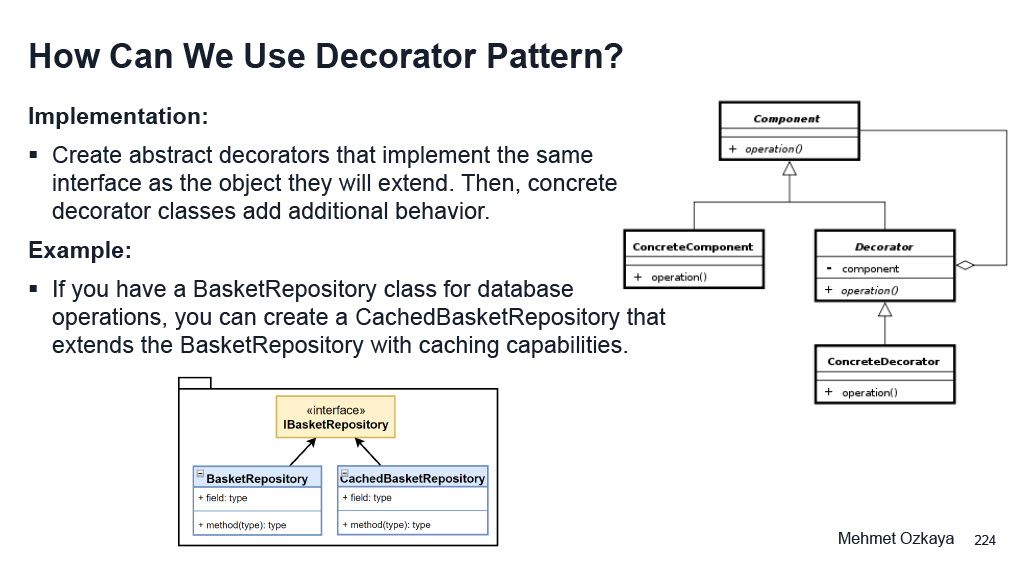 How Can We Use Decorator Pattern?
Implementation:
▪ Create abstract decorators that implement the same
interface as the object they will extend. Then, concrete
decorator classes add additional behavior.
Example:
▪ If you have a BasketRepository class for database
operations, you can create a CachedBasketRepository that
extends the BasketRepository with caching capabilities.
Component
+ operation()
ConcreteComponent
+ operation()
Decorator
- component
+ operation()
ConcreteDecorator
+ operation()
«interface»
IBasketRepository
BasketRepository
+ field: type
+ method(type): type
CachedBasketRepository
+ field: type
+ method(type): type
Mehmet Ozkaya 224